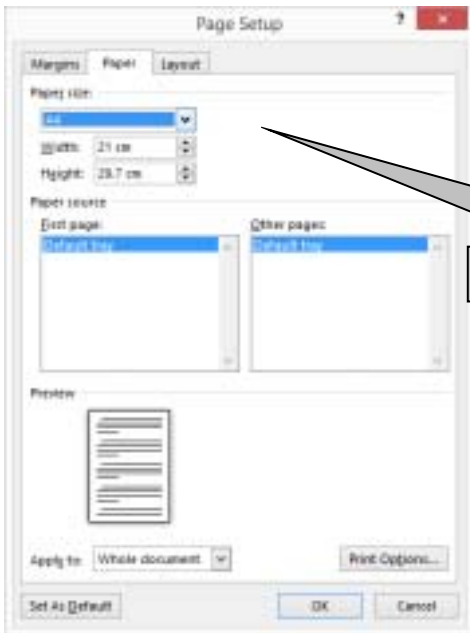 Page Setup ?
Margins Paper Layout
Paper size
A4
Width: 21 cm
Height: 29.7 cm
Paper source
First page: Other pages:
Default tray Default tray
Preview
Apply to: Whole document Print Options...
Set As Default OK Cancel